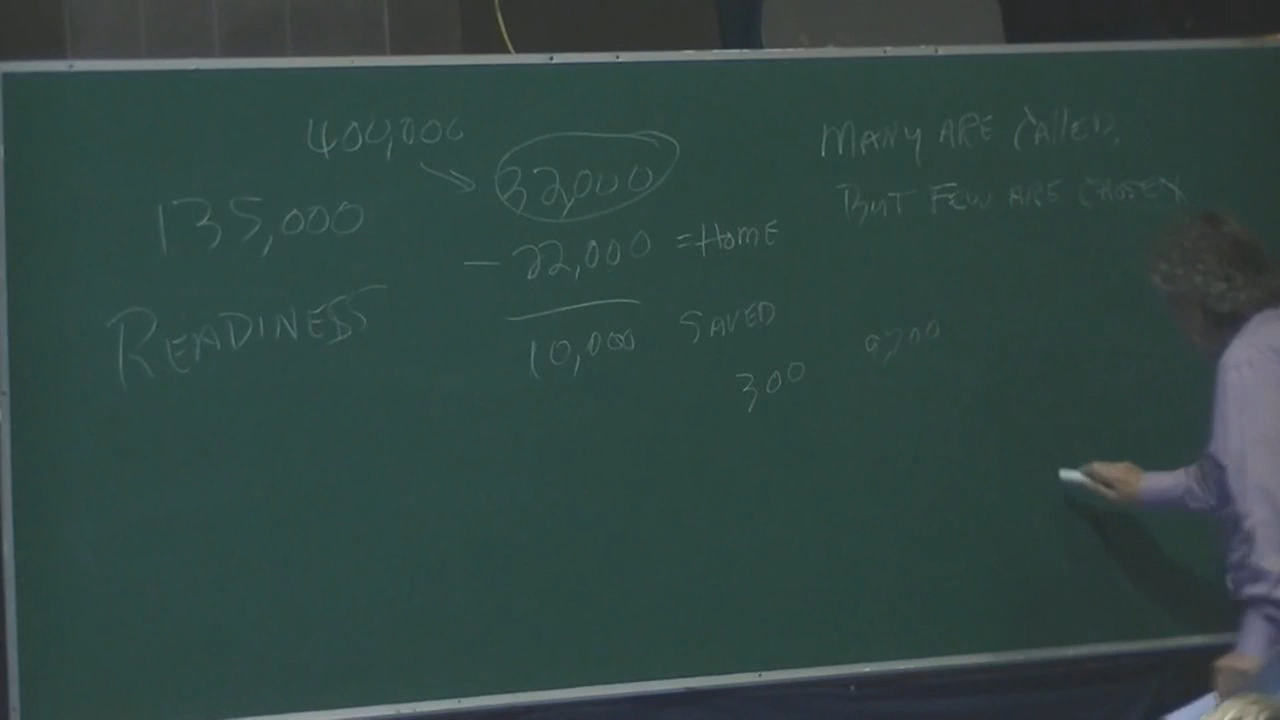 400,000
32,000
135,000
- 22,000 = HOME
READINESS
10,000 SAVED
300
9700
MANY ARE CALLED,
BUT FEW ARE CHOSEN